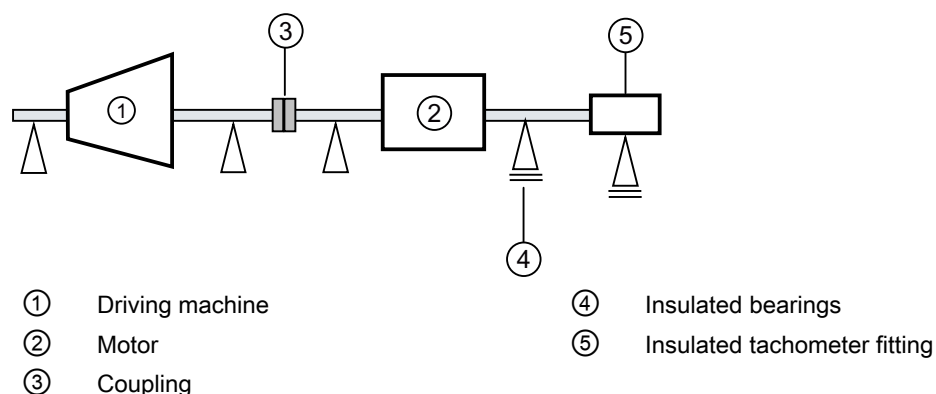 ③
⑤
①
②
④
① Driving machine
② Motor
③ Coupling
④ Insulated bearings
⑤ Insulated tachometer fitting